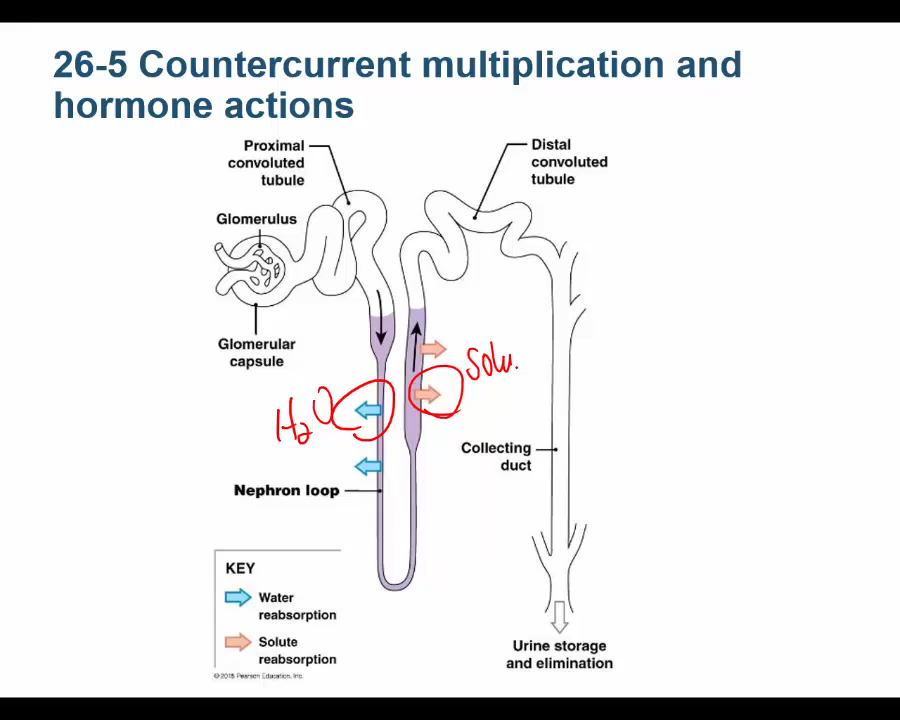 26-5 Countercurrent multiplication and
hormone actions
Proximal
convoluted
tubule
Distal
convoluted
tubule
Glomerulus
Glomerular
capsule
Solu.
H₂O
Collecting
duct
Nephron loop
KEY
Water
reabsorption
Solute
reabsorption
Urine storage
and elimination
© 2015 Pearson Education, Inc.